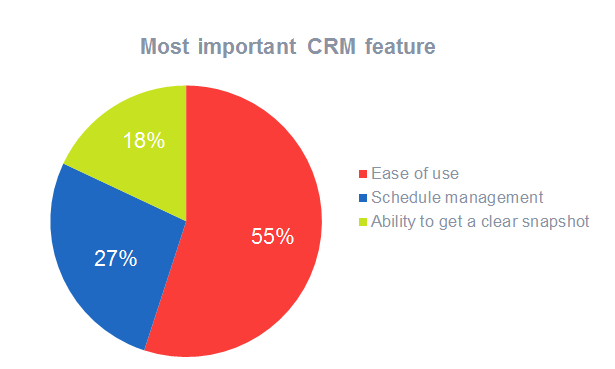 Most important CRM feature
18%
55%
27%
Ease of use
Schedule management
Ability to get a clear snapshot